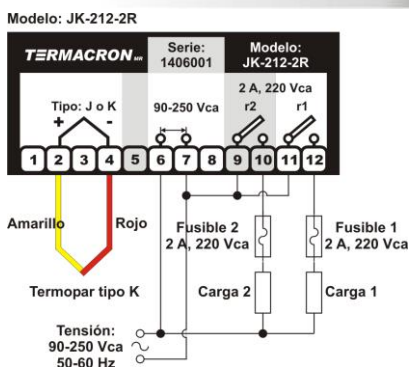 Modelo: JK-212-2R
TERMACRON MR
Serie:
1406001
Modelo:
JK-212-2R
2 A, 220 Vca
Tipo: J o K
90-250 Vca
r2
r1
+
-
1 2 3 4 5 6 7 8 9 10 11 12
Amarillo
Rojo
Fusible 2
2 A, 220 Vca
Fusible 1
2 A, 220 Vca
Termopar tipo K
Carga 2
Carga 1
Tensión:
90-250 Vca
50-60 Hz